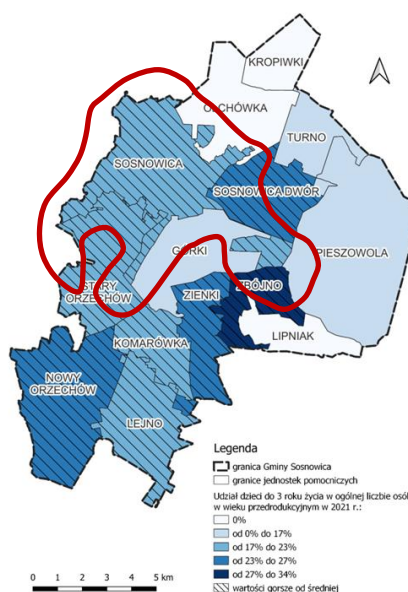 KROPIWKI
OCHÓWKA
TURNO
SOSNOWICA
SOSNOWICA DWÓR
GÓRKI
PIESZOWOLA
STARY
ORZECHÓW
ZIENKI
ZBÓJNO
LIPNIAK
KOMARÓWKA
NOWY
ORZECHÓW
LEJNO
Legenda
granica Gminy Sosnowica
granice jednostek pomocniczych
Udział dzieci do 3 roku życia w ogólnej liczbie osób
w wieku przedrodukcyjnym w 2021 r.:
0%
od 0% do 17%
od 17% do 23%
od 23% do 27%
od 27% do 34%
wartości gorsze od średniej
0 1 2 3 4 5 km